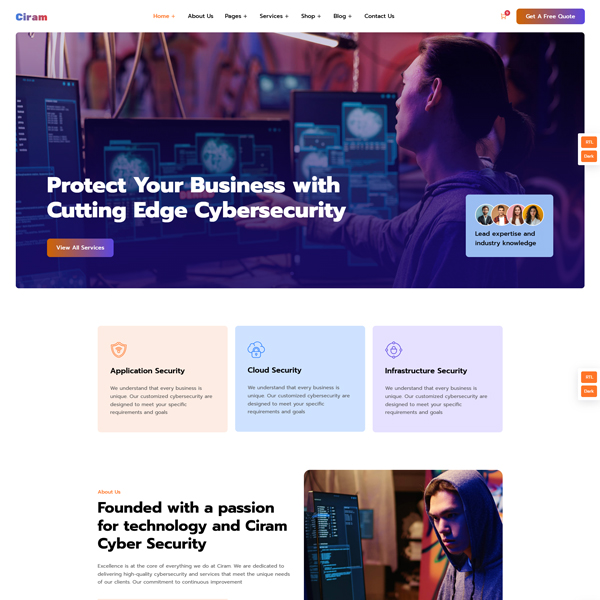 Ciram
Home + About Us Pages + Services + Shop + Blog + Contact Us
Get A Free Quote
RTL
Dark
Protect Your Business with
Cutting Edge Cybersecurity
View All Services
Lead expertise and
industry knowledge
RTL
Dark
Application Security
We understand that every business is
unique. Our customized cybersecurity are
designed to meet your specific
requirements and goals
Cloud Security
We understand that every business is
unique. Our customized cybersecurity are
designed to meet your specific
requirements and goals
Infrastructure Security
We understand that every business is
unique. Our customized cybersecurity are
designed to meet your specific
requirements and goals
About Us
Founded with a passion
for technology and Ciram
Cyber Security
Excellence is at the core of everything we do at Ciram. We are dedicated to
delivering high-quality cybersecurity and services that meet the unique needs
of our clients. Our commitment to continuous improvement